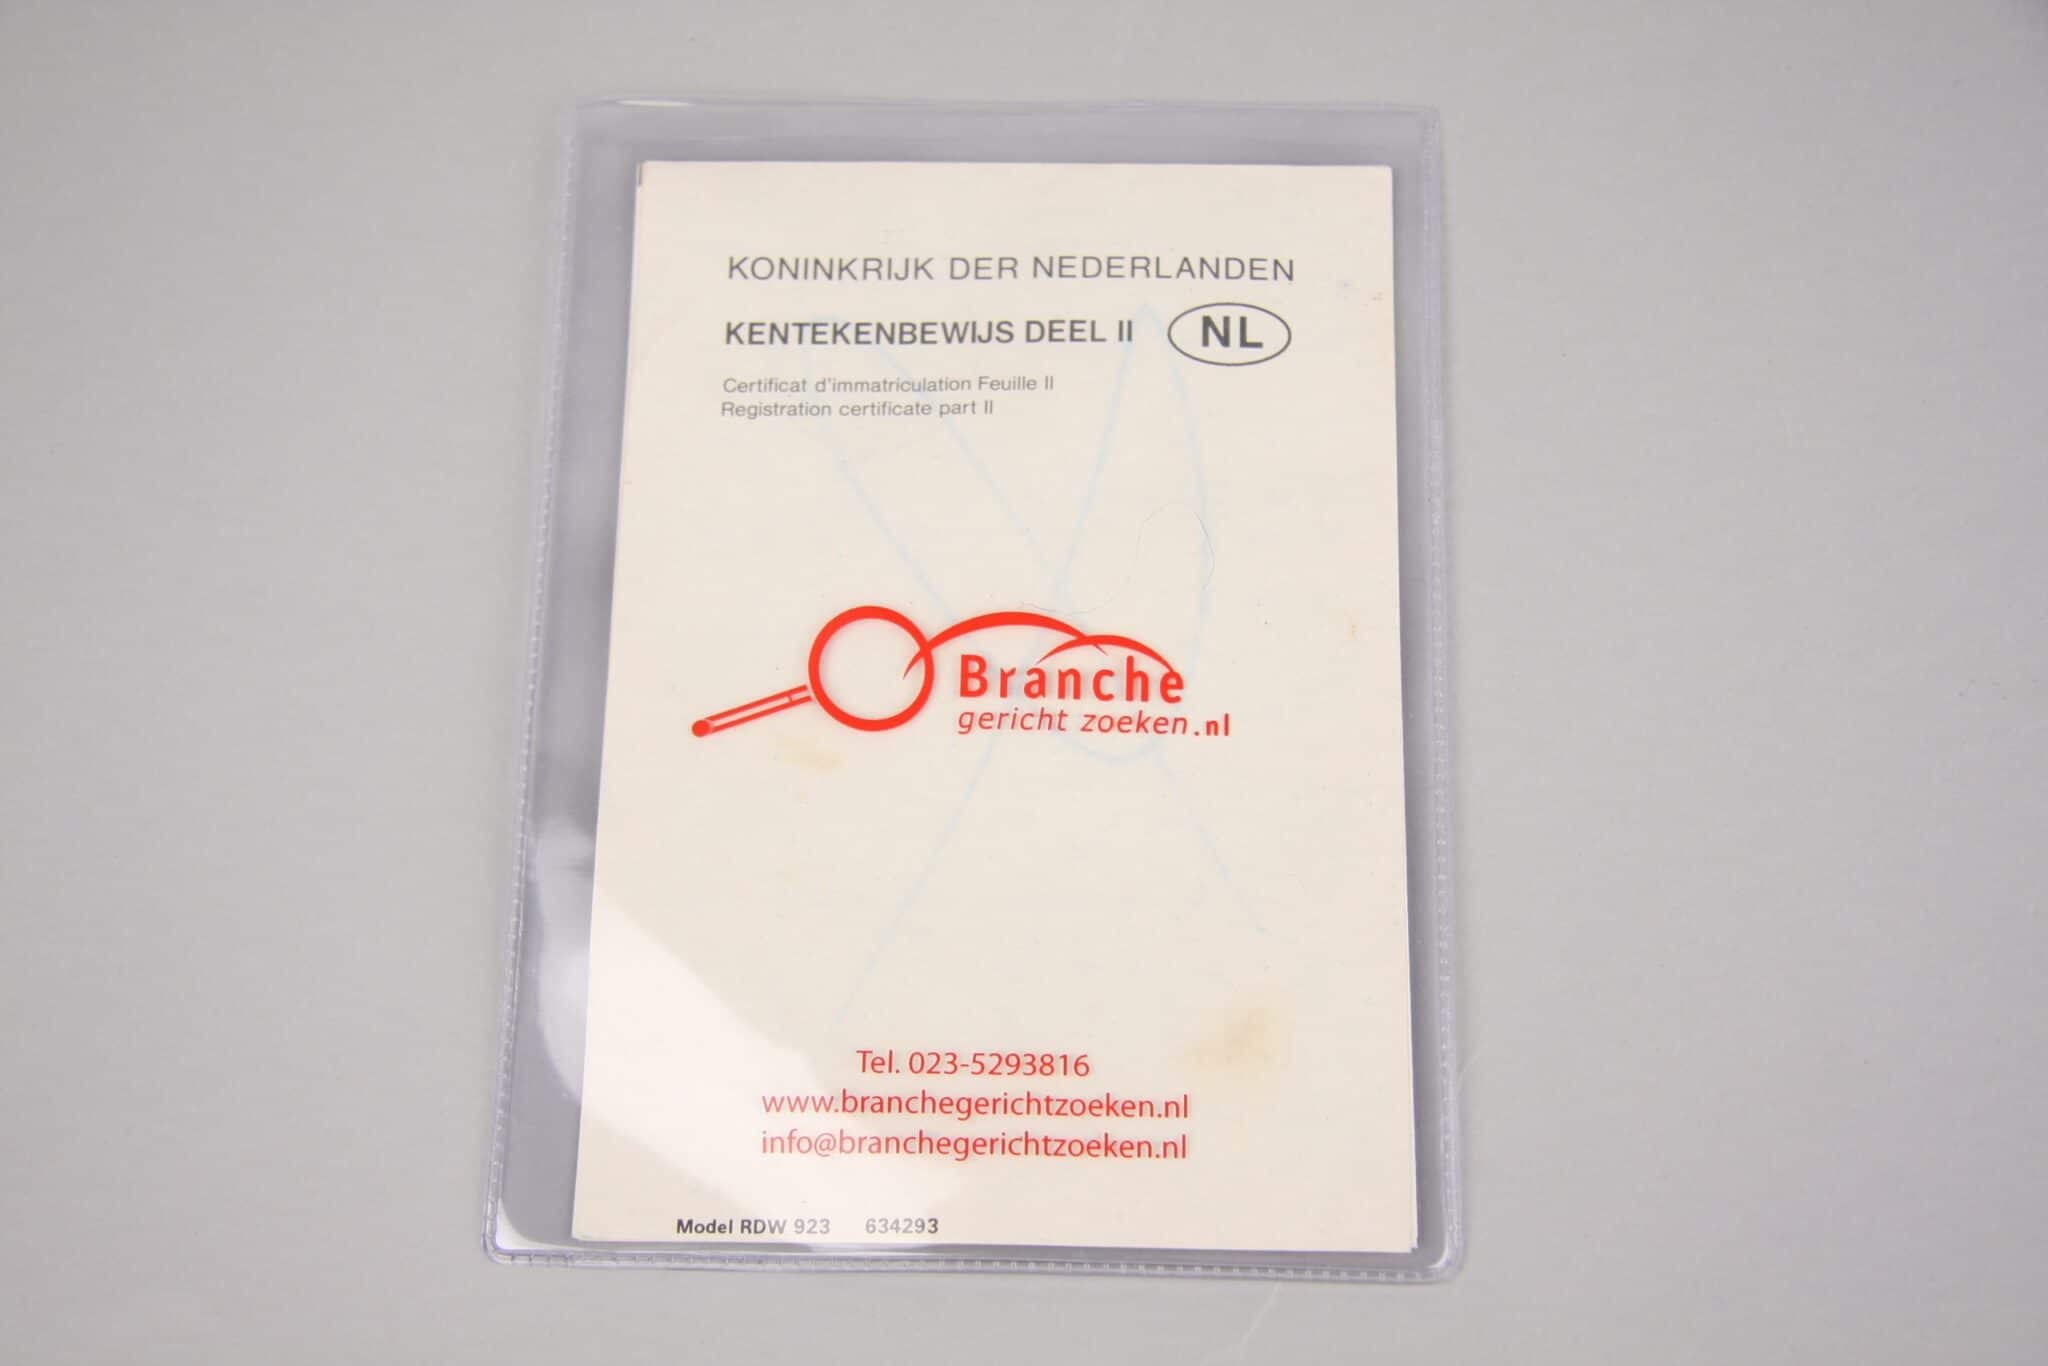 KONINKRIJK DER NEDERLANDEN
KENTEKENBEWIJS DEEL II
NL
Certificat d'immatriculation Feuille II
Registration certificate part II
Branche
gericht zoeken.nl
Tel. 023-5293816
www.branchegerichtzoeken.nl
info@branchegerichtzoeken.nl
Model RDW 923 634293